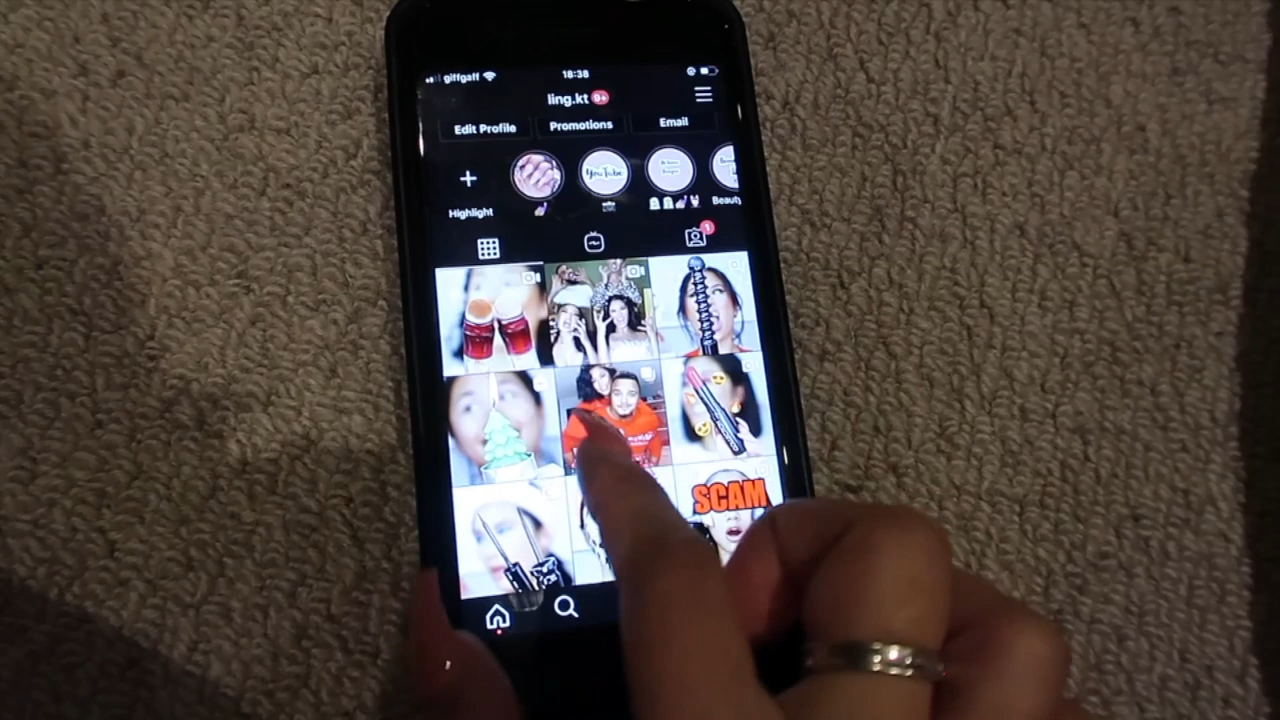 giffgaff
18:38
ling.kt 9+
Edit Profile
Promotions
Email
YouTube
Highlight
Beauty
1
SCAM